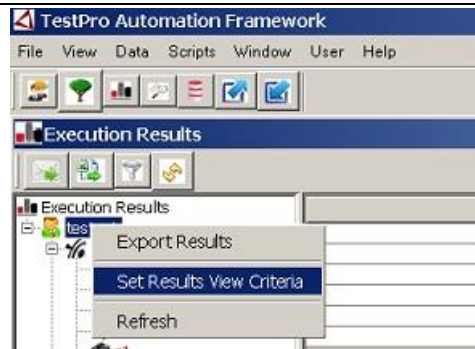 TestPro Automation Framework
File View Data Scripts Window User Help
Execution Results
Execution Results
tes
Export Results
Set Results View Criteria
Refresh